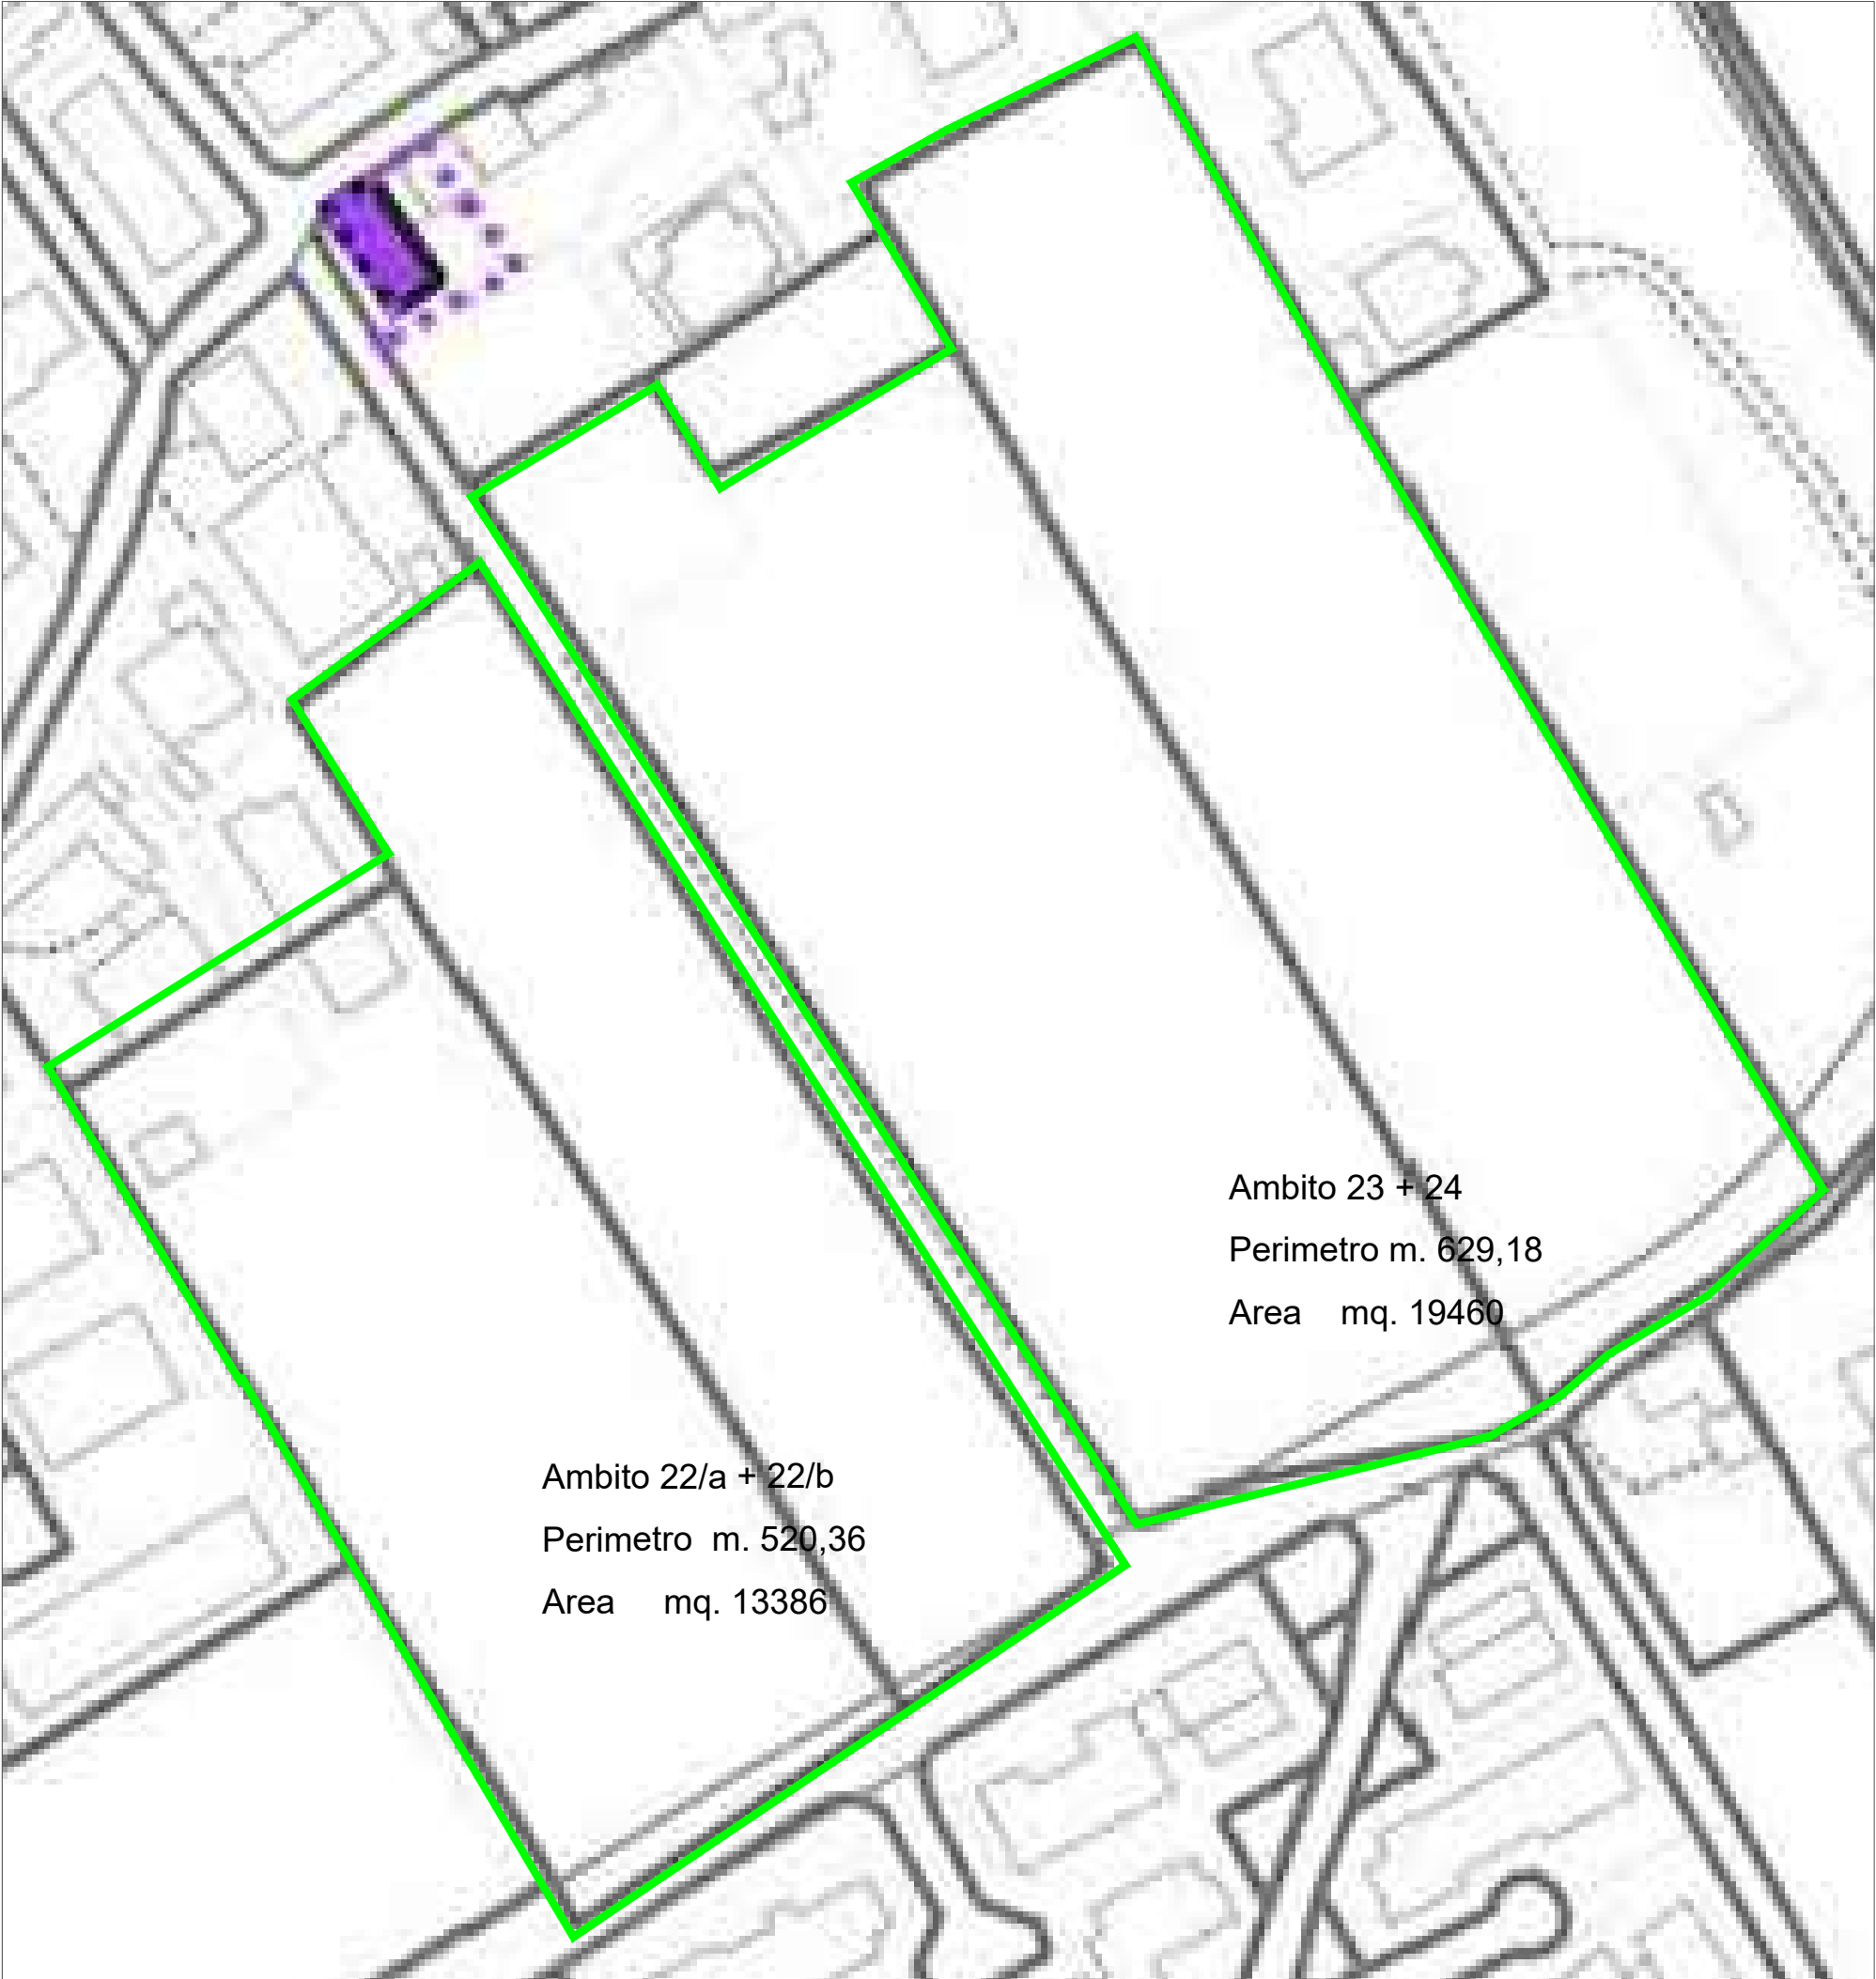 Ambito 23 + 24
Perimetro m. 629,18
Area mq. 19460
Ambito 22/a + 22/b
Perimetro m. 520,36
Area mq. 13386